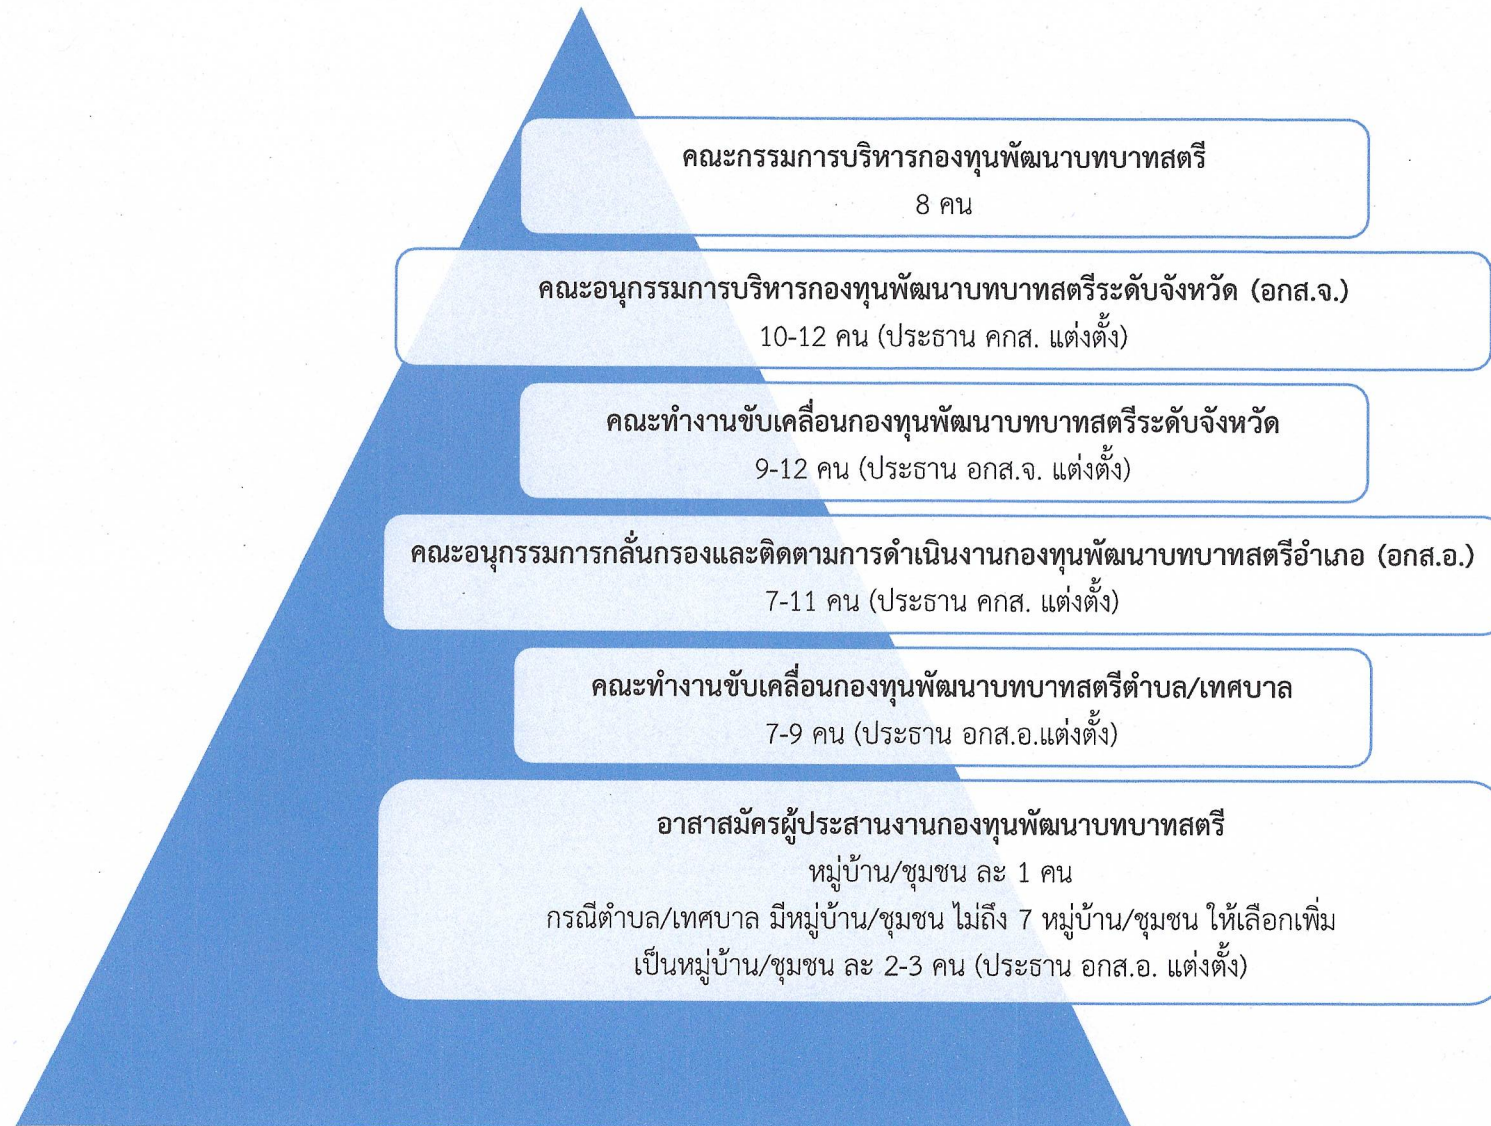 คณะกรรมการบริหารกองทุนพัฒนาบทบาทสตรี
8 คน
คณะอนุกรรมการบริหารกองทุนพัฒนาบทบาทสตรีระดับจังหวัด (อกส.จ.)
10-12 คน (ประธาน คกส. แต่งตั้ง)
คณะทำงานขับเคลื่อนกองทุนพัฒนาบทบาทสตรีระดับจังหวัด
9-12 คน (ประธาน อกส.จ. แต่งตั้ง)
คณะอนุกรรมการกลั่นกรองและติดตามการดำเนินงานกองทุนพัฒนาบทบาทสตรีอำเภอ (อกส.อ.)
7-11 คน (ประธาน คกส. แต่งตั้ง)
คณะทำงานขับเคลื่อนกองทุนพัฒนาบทบาทสตรีตำบล/เทศบาล
7-9 คน (ประธาน อกส.อ.แต่งตั้ง)
อาสาสมัครผู้ประสานงานกองทุนพัฒนาบทบาทสตรี
หมู่บ้าน/ชุมชน ละ 1 คน
กรณีตำบล/เทศบาล มีหมู่บ้าน/ชุมชน ไม่ถึง 7 หมู่บ้าน/ชุมชน ให้เลือกเพิ่ม
เป็นหมู่บ้าน/ชุมชน ละ 2-3 คน (ประธาน อกส.อ. แต่งตั้ง)